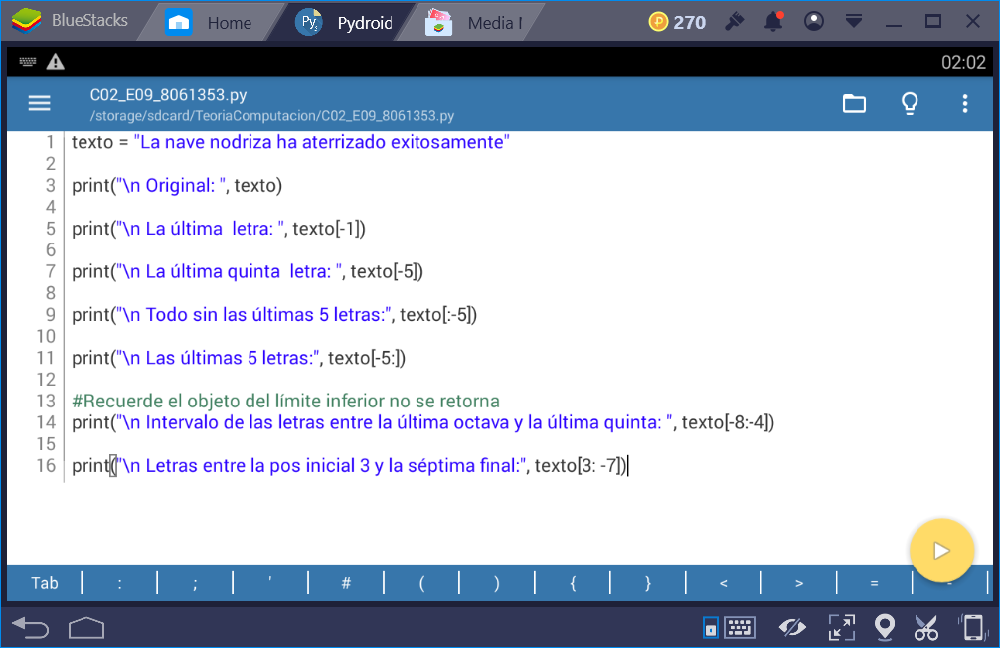 BlueStacks Home Pydroid Media 270
02:02
C02_E09_8061353.py
/storage/sdcard/TeoriaComputacion/C02_E09_8061353.py
1 texto = "La nave nodriza ha aterrizado exitosamente"
2
3 print("\n Original: ", texto)
4
5 print("\n La última  letra: ", texto[-1])
6
7 print("\n La última quinta  letra: ", texto[-5])
8
9 print("\n Todo sin las últimas 5 letras:", texto[:-5])
10
11 print("\n Las últimas 5 letras:", texto[-5:])
12
13 #Recuerde el objeto del límite inferior no se retorna
14 print("\n Intervalo de las letras entre la última octava y la última quinta: ", texto[-8:-4])
15
16 print("\n Letras entre la pos inicial 3 y la séptima final:", texto[3: -7])
Tab : ; ' # ( ) { } < > =